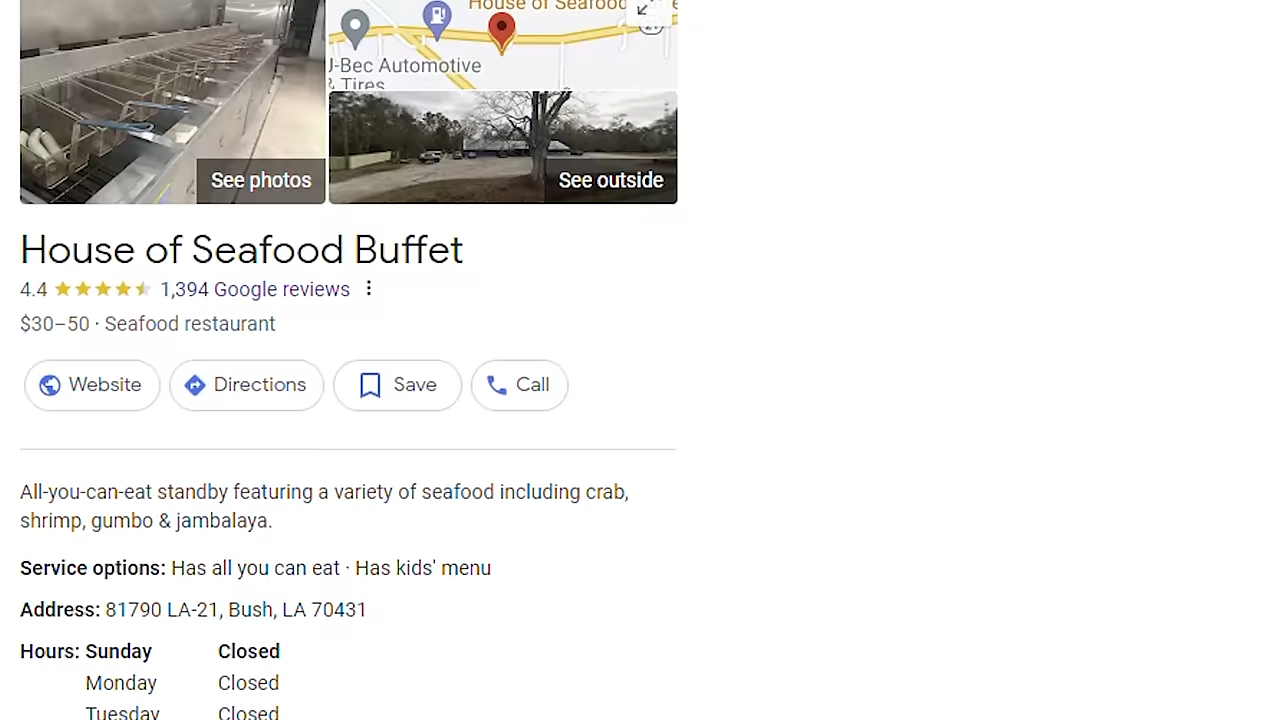 House of Seafood
J-Bec Automotive
& Tires
See photos
See outside
House of Seafood Buffet
4.4 1,394 Google reviews
$30–50 · Seafood restaurant
Website Directions Save Call
All-you-can-eat standby featuring a variety of seafood including crab,
shrimp, gumbo & jambalaya.
Service options: Has all you can eat · Has kids' menu
Address: 81790 LA-21, Bush, LA 70431
Hours: Sunday Closed
Monday Closed
Tuesday Closed